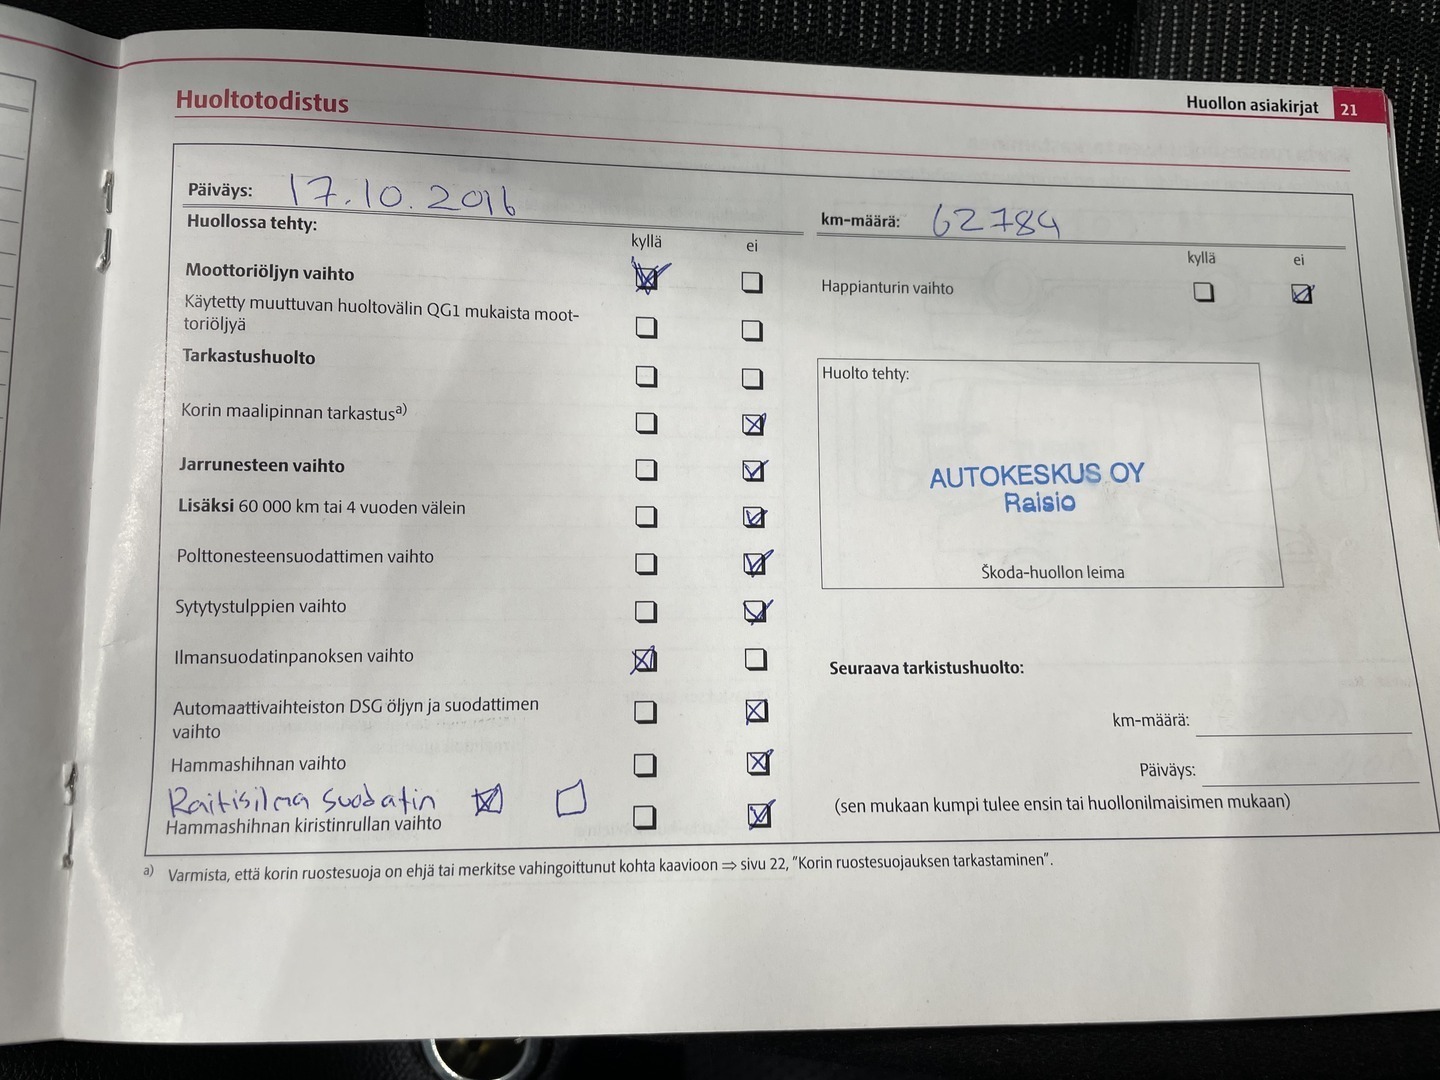 Huoltotodistus
Huollon asiakirjat 21
Päiväys: 17.10.2016
km-määrä: 62784
Huollossa tehty:
kyllä ei
kyllä ei
Moottoriöljyn vaihto
Happianturin vaihto
Käytetty muuttuvan huoltovälin QG1 mukaista moot-
toriöljyä
Tarkastushuolto
Korin maalipinnan tarkastus a)
Jarrunesteen vaihto
Lisäksi 60 000 km tai 4 vuoden välein
Polttonesteensuodattimen vaihto
Sytytystulppien vaihto
Ilmansuodatinpanoksen vaihto
Automaattivaihteiston DSG öljyn ja suodattimen
vaihto
Hammashihnan vaihto
Raitisilma suodatin
Hammashihnan kiristinrullan vaihto
Huolto tehty:
AUTOKESKUS OY
Raisio
Škoda-huollon leima
Seuraava tarkistushuolto:
km-määrä:
Päiväys:
(sen mukaan kumpi tulee ensin tai huollonilmaisimen mukaan)
a) Varmista, että korin ruostesuoja on ehjä tai merkitse vahingoittunut kohta kaavioon ⇒ sivu 22, "Korin ruostesuojauksen tarkastaminen".